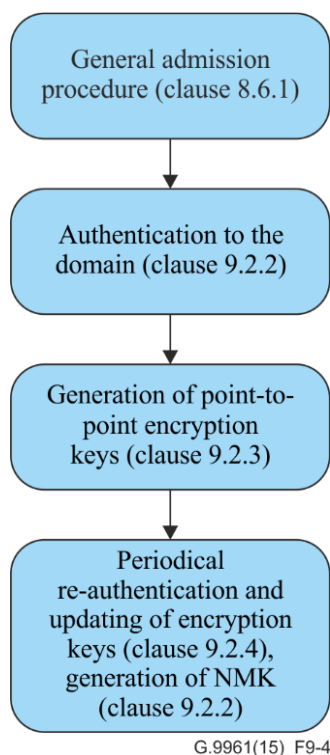 General admission
procedure (clause 8.6.1)
Authentication to the
domain (clause 9.2.2)
Generation of point-to-
point encryption
keys (clause 9.2.3)
Periodical
re-authentication and
updating of encryption
keys (clause 9.2.4),
generation of NMK
(clause 9.2.2)
G.9961(15)_F9-4